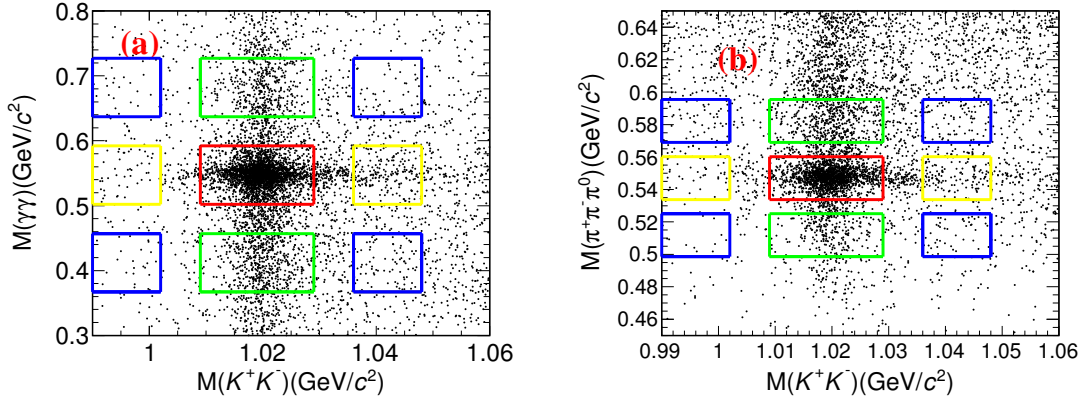 (a)
M(γγ)(GeV/c²)
0.8
0.7
0.6
0.5
0.4
0.3
1 1.02 1.04 1.06
M(K⁺K⁻)(GeV/c²)
(b)
M(π⁺π⁻π⁰)(GeV/c²)
0.64
0.62
0.6
0.58
0.56
0.54
0.52
0.5
0.48
0.46
0.99 1 1.01 1.02 1.03 1.04 1.05 1.06
M(K⁺K⁻)(GeV/c²)